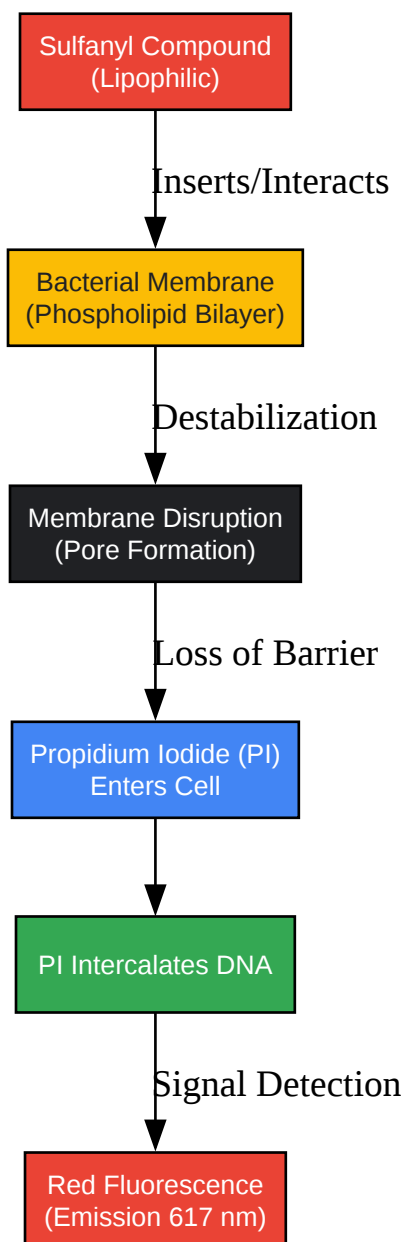 Sulfanyl Compound
(Lipophilic)
Inserts/Interacts
Bacterial Membrane
(Phospholipid Bilayer)
Destabilization
Membrane Disruption
(Pore Formation)
Loss of Barrier
Propidium Iodide (PI)
Enters Cell
PI Intercalates DNA
Signal Detection
Red Fluorescence
(Emission 617 nm)